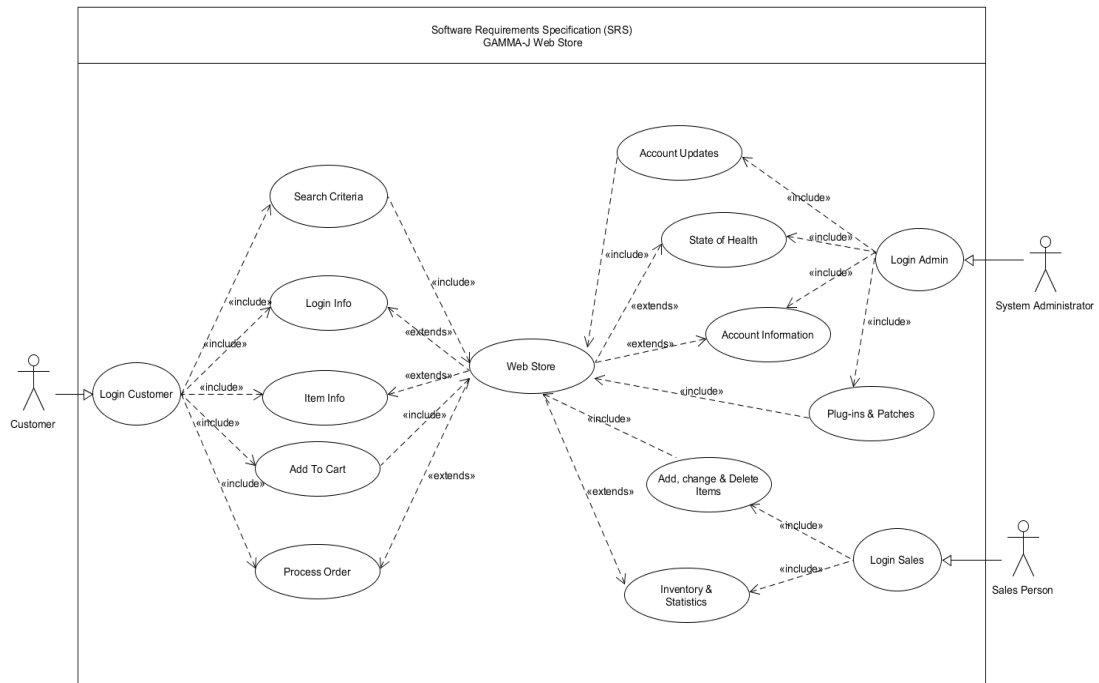 Software Requirements Specification (SRS)
GAMMA-J Web Store
Account Updates
Search Criteria
«include»
State of Health
«include»
«include»
Login Admin
System Administrator
«include»
«include»
«include»
Login Info
«include»
«extends»
«include»
Account Information
«extends»
Web Store
«extends»
Customer
Login Customer
«include»
Item Info
«include»
«include»
Plug-ins & Patches
«include»
«include»
Add To Cart
«include»
«extends»
Add, change & Delete
Items
«extends»
«include»
Process Order
Login Sales
«include»
Inventory &
Statistics
Sales Person